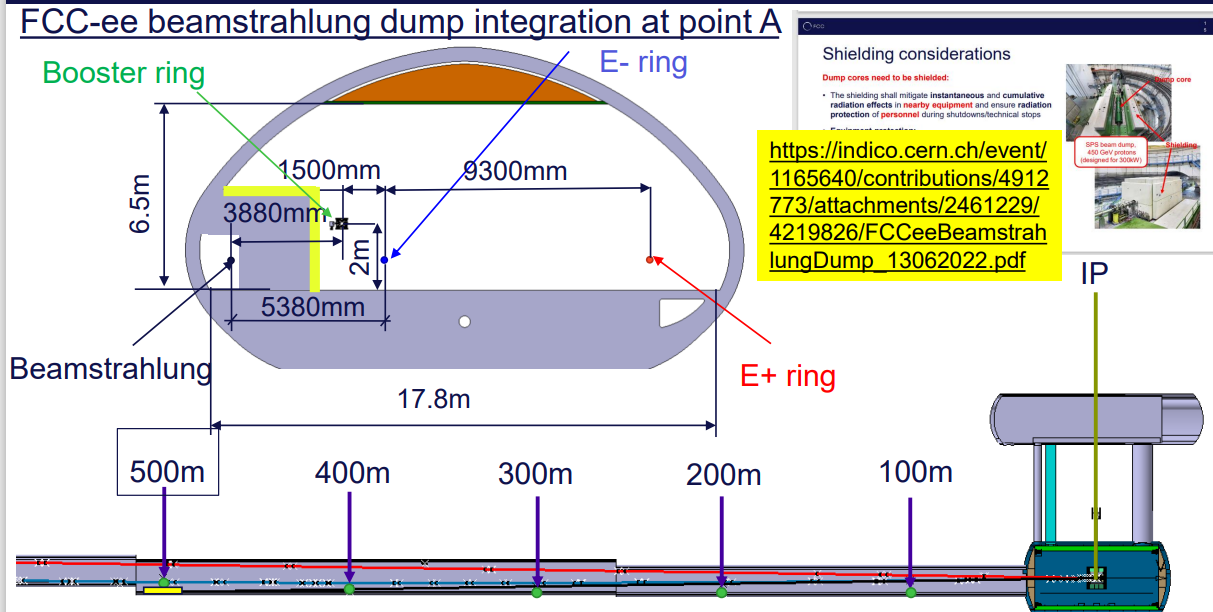 FCC-ee beamstrahlung dump integration at point A
Booster ring
E- ring
1500mm
9300mm
6.5m
3880mm
2m
5380mm
Beamstrahlung
E+ ring
17.8m
FCC
Shielding considerations
Dump cores need to be shielded:
• The shielding shall mitigate instantaneous and cumulative
radiation effects in nearby equipment and ensure radiation
protection of personnel during shutdowns/technical stops
Dump core
Shielding
SPS beam dump,
450 GeV protons
(designed for 300kW)
https://indico.cern.ch/event/
1165640/contributions/4912
773/attachments/2461229/
4219826/FCCeeBeamstrah
lungDump_13062022.pdf
IP
500m
400m
300m
200m
100m